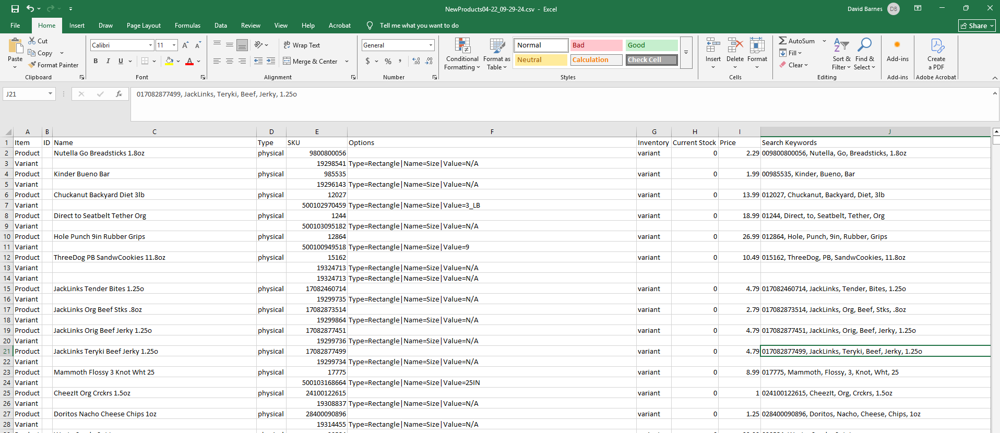 NewProducts04-22_09-29-24.csv - Excel
David Barnes DB
File Home Insert Draw Page Layout Formulas Data Review View Help Acrobat Tell me what you want to do
Share
Paste
Cut
Copy
Format Painter
Clipboard
Calibri 11
B I U
Font
Wrap Text
Merge & Center
Alignment
General
$ % ,
Number
Conditional Formatting
Format as Table
Normal Bad Good
Neutral Calculation Check Cell
Styles
Insert Delete Format
Cells
AutoSum
Fill
Clear
Sort & Filter
Find & Select
Editing
Add-ins
Add-ins
Create a PDF
Adobe Acrobat
J21 fx 017082877499, JackLinks, Teryki, Beef, Jerky, 1.25o
A B C D E F G H I J
1 Item ID Name Type SKU Options Inventory Current Stock Price Search Keywords
2 Product Nutella Go Breadsticks 1.8oz physical 9800800056 variant 0 2.29 009800800056, Nutella, Go, Breadsticks, 1.8oz
3 Variant 19298541 Type=Rectangle|Name=Size|Value=N/A
4 Product Kinder Bueno Bar physical 985535 variant 0 1.99 00985535, Kinder, Bueno, Bar
5 Variant 19296143 Type=Rectangle|Name=Size|Value=N/A
6 Product Chuckanut Backyard Diet 3lb physical 12027 variant 0 13.99 012027, Chuckanut, Backyard, Diet, 3lb
7 Variant 500102970459 Type=Rectangle|Name=Size|Value=3_LB
8 Product Direct to Seatbelt Tether Org physical 1244 variant 0 18.99 01244, Direct, to, Seatbelt, Tether, Org
9 Variant 500103095182 Type=Rectangle|Name=Size|Value=N/A
10 Product Hole Punch 9in Rubber Grips physical 12864 variant 0 26.99 012864, Hole, Punch, 9in, Rubber, Grips
11 Variant 500100949518 Type=Rectangle|Name=Size|Value=9
12 Product ThreeDog PB SandwCookies 11.8oz physical 15162 variant 0 10.49 015162, ThreeDog, PB, SandwCookies, 11.8oz
13 Variant 19324713 Type=Rectangle|Name=Size|Value=N/A
14 Variant 19324713 Type=Rectangle|Name=Size|Value=N/A
15 Product JackLinks Tender Bites 1.25o physical 17082460714 variant 0 4.79 017082460714, JackLinks, Tender, Bites, 1.25o
16 Variant 19299735 Type=Rectangle|Name=Size|Value=N/A
17 Product JackLinks Org Beef Stks .8oz physical 17082873514 variant 0 2.79 017082873514, JackLinks, Org, Beef, Stks, .8oz
18 Variant 19299864 Type=Rectangle|Name=Size|Value=N/A
19 Product JackLinks Orig Beef Jerky 1.25o physical 17082877451 variant 0 4.79 017082877451, JackLinks, Orig, Beef, Jerky, 1.25o
20 Variant 19299736 Type=Rectangle|Name=Size|Value=N/A
21 Product JackLinks Teryki Beef Jerky 1.25o physical 17082877499 variant 0 4.79 017082877499, JackLinks, Teryki, Beef, Jerky, 1.25o
22 Variant 19299734 Type=Rectangle|Name=Size|Value=N/A
23 Product Mammoth Flossy 3 Knot Wht 25 physical 17775 variant 0 8.99 017775, Mammoth, Flossy, 3, Knot, Wht, 25
24 Variant 500103168664 Type=Rectangle|Name=Size|Value=25IN
25 Product CheezIt Org Crckrs 1.5oz physical 24100122615 variant 0 1 024100122615, CheezIt, Org, Crckrs, 1.5oz
26 Variant 19308837 Type=Rectangle|Name=Size|Value=N/A
27 Product Doritos Nacho Cheese Chips 1oz physical 28400090896 variant 0 1.25 028400090896, Doritos, Nacho, Cheese, Chips, 1oz
28 Variant 19314455 Type=Rectangle|Name=Size|Value=N/A